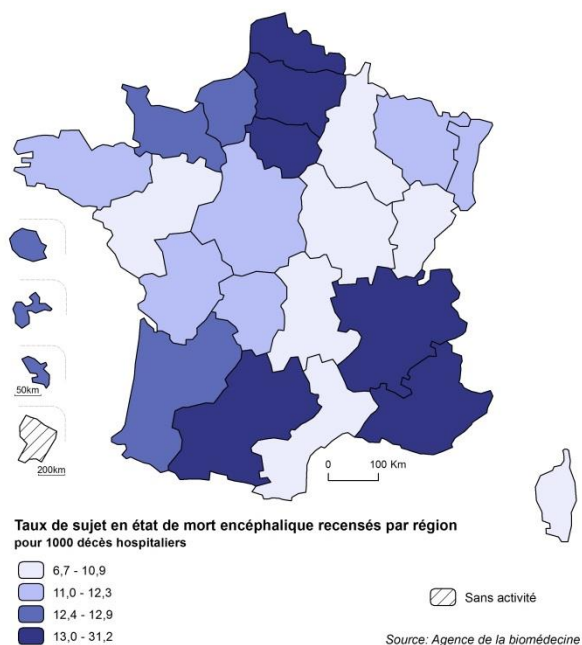 50km
200km
0 100 Km
Taux de sujet en état de mort encéphalique recensés par région
pour 1000 décès hospitaliers
6,7 - 10,9
11,0 - 12,3
12,4 - 12,9
13,0 - 31,2
Sans activité
Source: Agence de la biomédecine